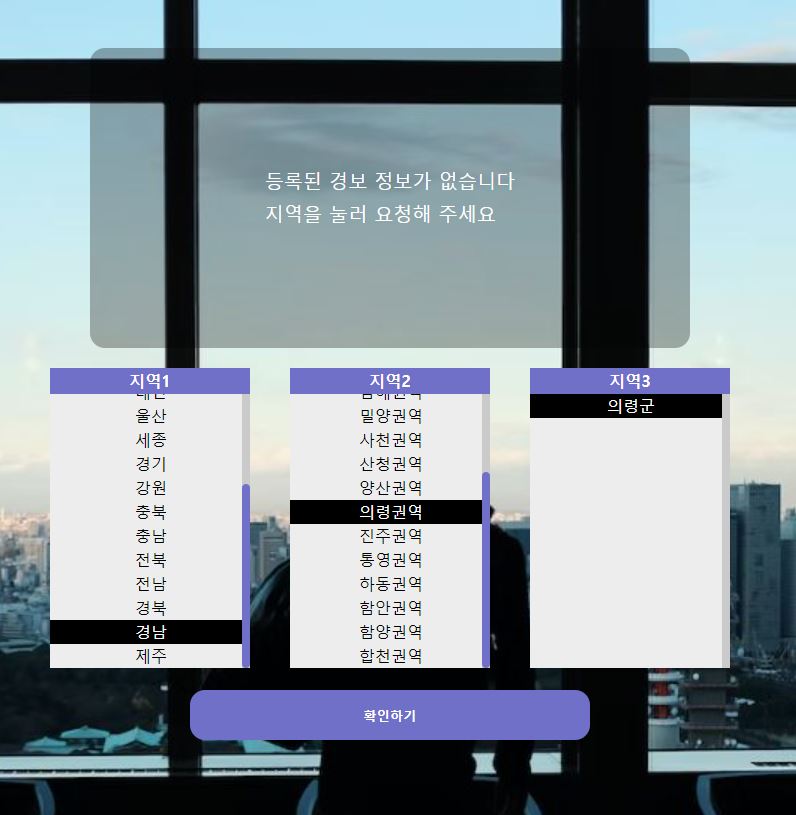 등록된 경보 정보가 없습니다
지역을 눌러 요청해 주세요
지역1
울산
세종
경기
강원
충북
충남
전북
전남
경북
경남
제주
지역2
밀양권역
사천권역
산청권역
양산권역
의령권역
진주권역
통영권역
하동권역
함안권역
함양권역
합천권역
지역3
의령군
확인하기